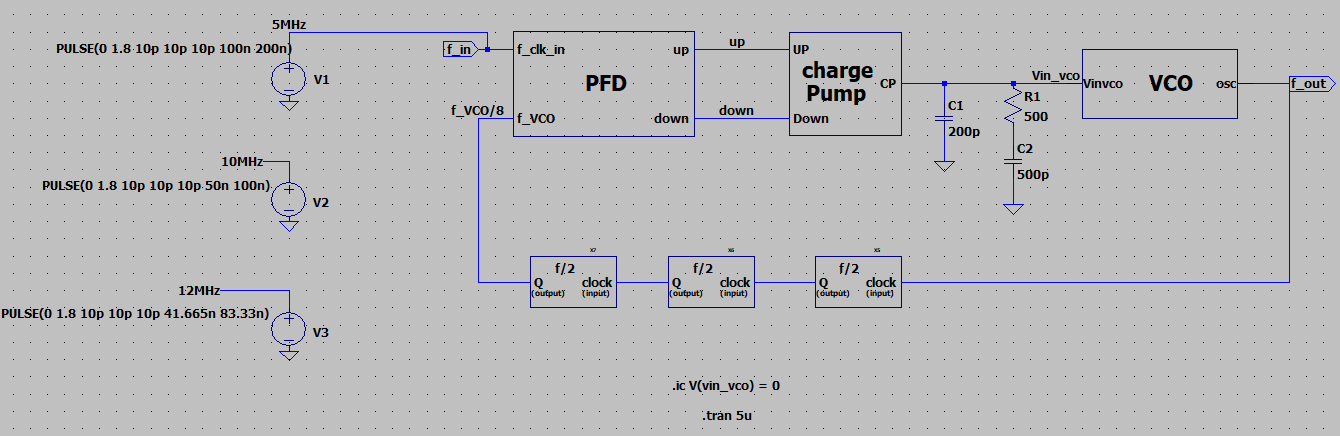 5MHz
PULSE(0 1.8 10p 10p 10p 100n 200n)
V1
f_in
f_clk_in
up
PFD
f_VCO/8
f_VCO
down
up
down
UP
charge
Pump
CP
Down
C1
200p
R1
500
C2
500p
Vin_vco
Vinvco
VCO
osc
f_out
10MHz
PULSE(0 1.8 10p 10p 10p 50n 100n)
V2
X7
f/2
Q
clock
(output)
(input)
X6
f/2
Q
clock
(output)
(input)
X5
f/2
Q
clock
(output)
(input)
12MHz
PULSE(0 1.8 10p 10p 10p 41.665n 83.33n)
V3
.ic V(vin_vco) = 0
.tran 5u